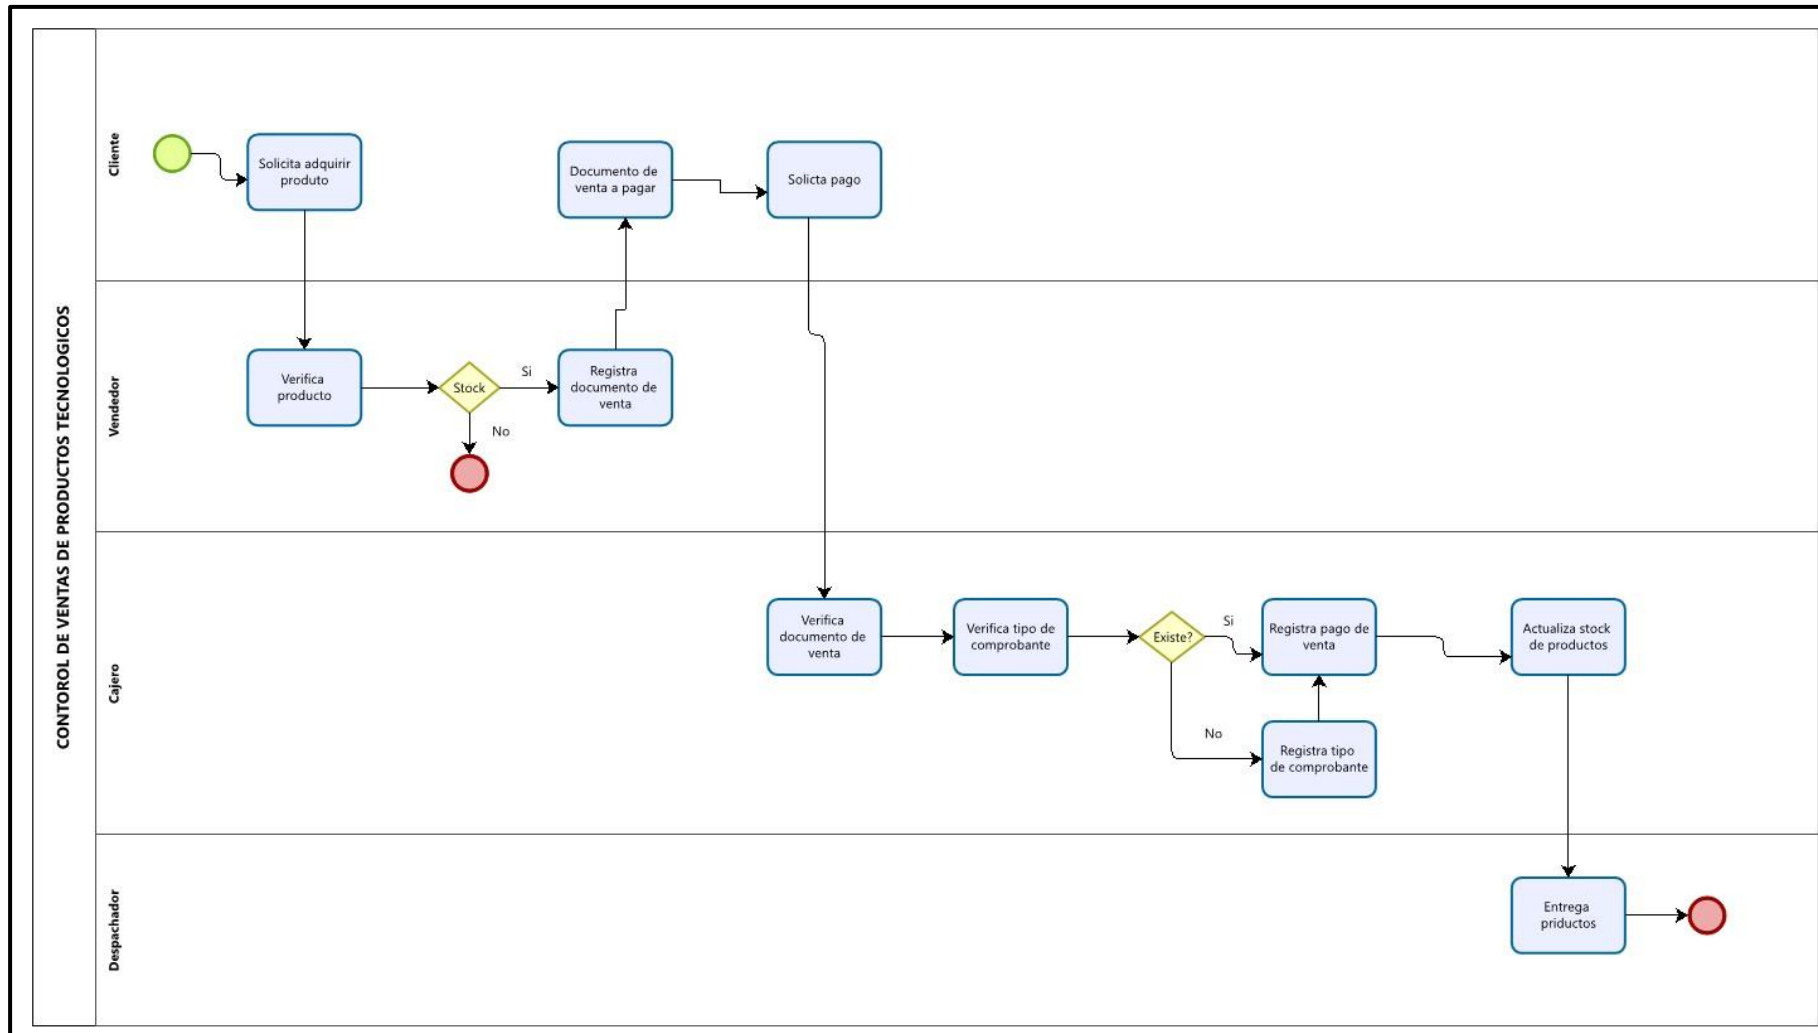 CONTOROL DE VENTAS DE PRODUCTOS TECNOLOGICOS
Cliente
Solicita adquirir
produto
Documento de
venta a pagar
Solicta pago
Vendedor
Verifica
producto
Stock
Si
No
Registra
documento de
venta
Cajero
Verifica
documento de
venta
Verifica tipo de
comprobante
Existe?
Si
No
Registra pago de
venta
Registra tipo
de comprobante
Actualiza stock
de productos
Despachador
Entrega
priductos